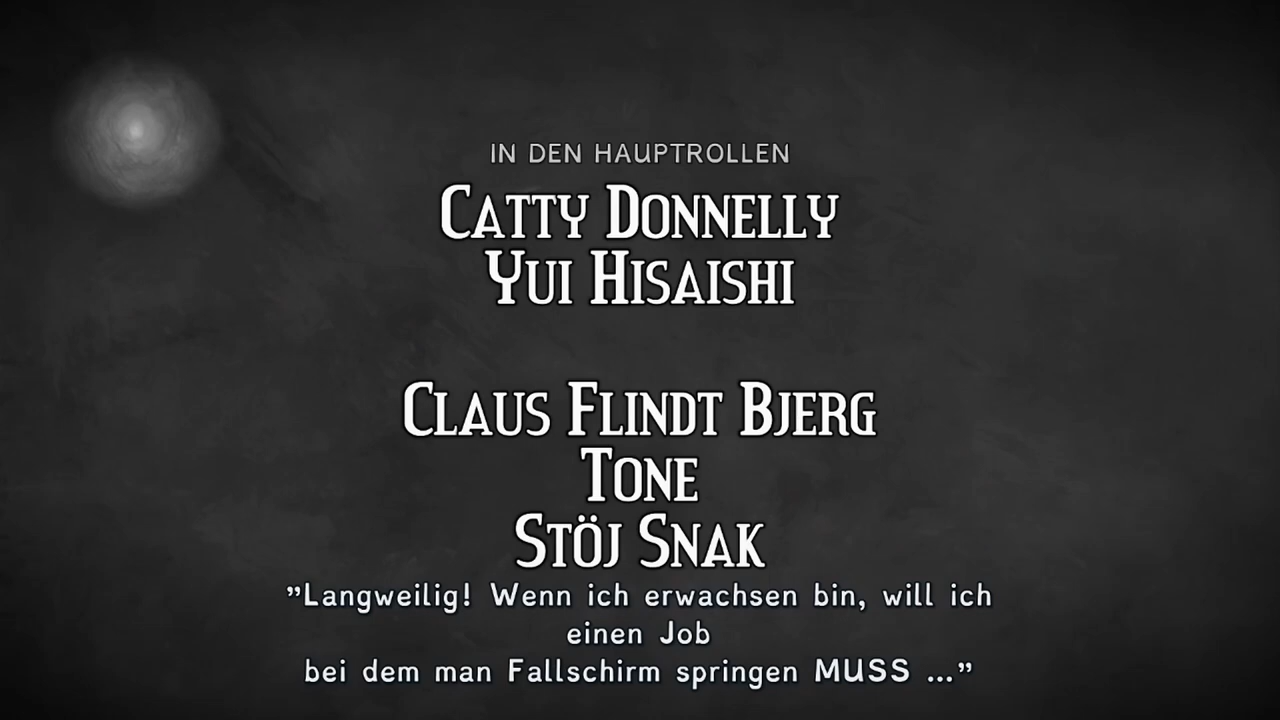 IN DEN HAUPTROLLEN
CATTY DONNELLY
YUI HISAISHI
CLAUS FLINDT BJERG
TONE
STÖJ SNAK
”Langweilig! Wenn ich erwachsen bin, will ich
einen Job
bei dem man Fallschirm springen MUSS ...”